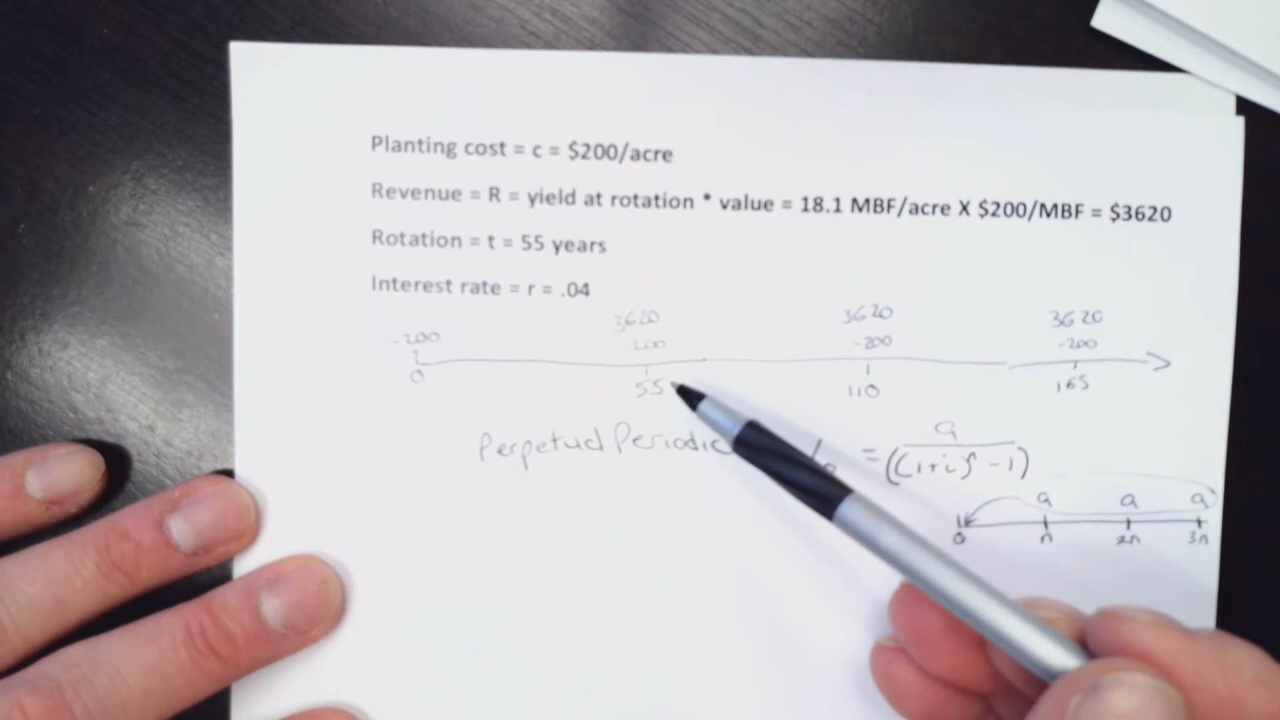 Planting cost = c = $200/acre
Revenue = R = yield at rotation * value = 18.1 MBF/acre X $200/MBF = $3620
Rotation = t = 55 years
Interest rate = r = .04
3620 3620 3620
-200 200 -200 -200
0 55 110 165
Perpetual Periodic = a
((1+i) - 1)
a a a
0 n 2n 3n